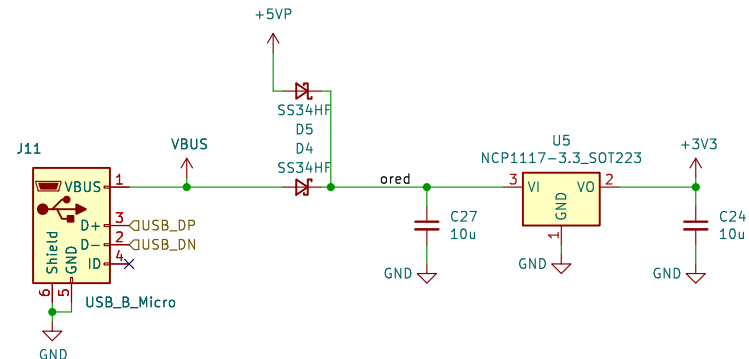 +5VP
SS34HF
D5
D4
SS34HF
J11
VBUS
ored
U5
NCP1117-3.3_SOT223
+3V3
VBUS 1
D+ 3 USB_DP
D- 2 USB_DN
ID 4
Shield
GND
6 5
USB_B_Micro
GND
3 VI VO 2
GND
1
GND
C27
10u
GND
C24
10u
GND